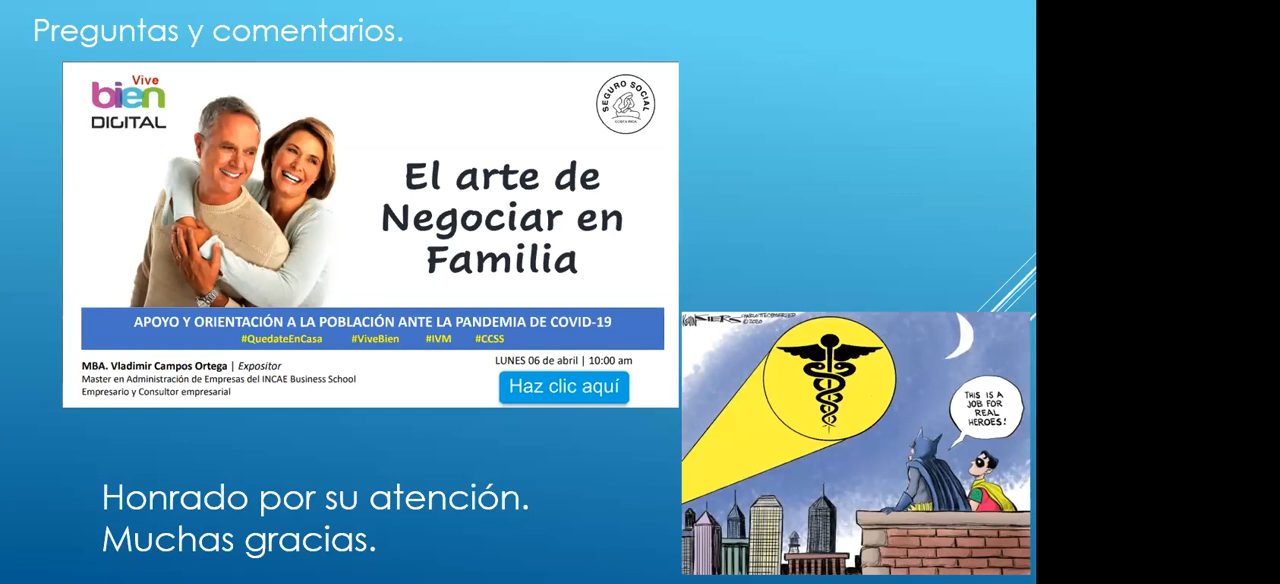 Preguntas y comentarios.
Vive
bien
DIGITAL
SEGURO SOCIAL
COSTA RICA
El arte de
Negociar en
Familia
APOYO Y ORIENTACIÓN A LA POBLACIÓN ANTE LA PANDEMIA DE COVID-19
#QuedateEnCasa #ViveBien #IVM #CCSS
MBA. Vladimir Campos Ortega | Expositor
Master en Administración de Empresas del INCAE Business School
Empresario y Consultor empresarial
LUNES 06 de abril | 10:00 am
Haz clic aquí
©2020
THIS IS A
JOB FOR
REAL
HEROES!
Honrado por su atención.
Muchas gracias.